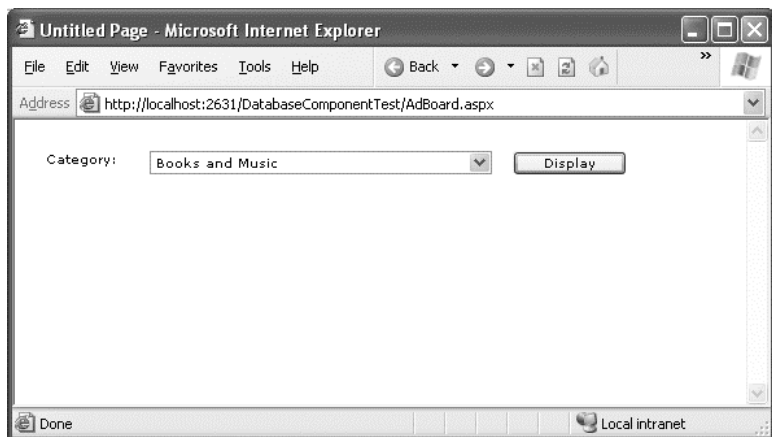 Untitled Page - Microsoft Internet Explorer
File Edit View Favorites Tools Help Back »
Address http://localhost:2631/DatabaseComponentTest/AdBoard.aspx
Category: Books and Music Display
Done Local intranet